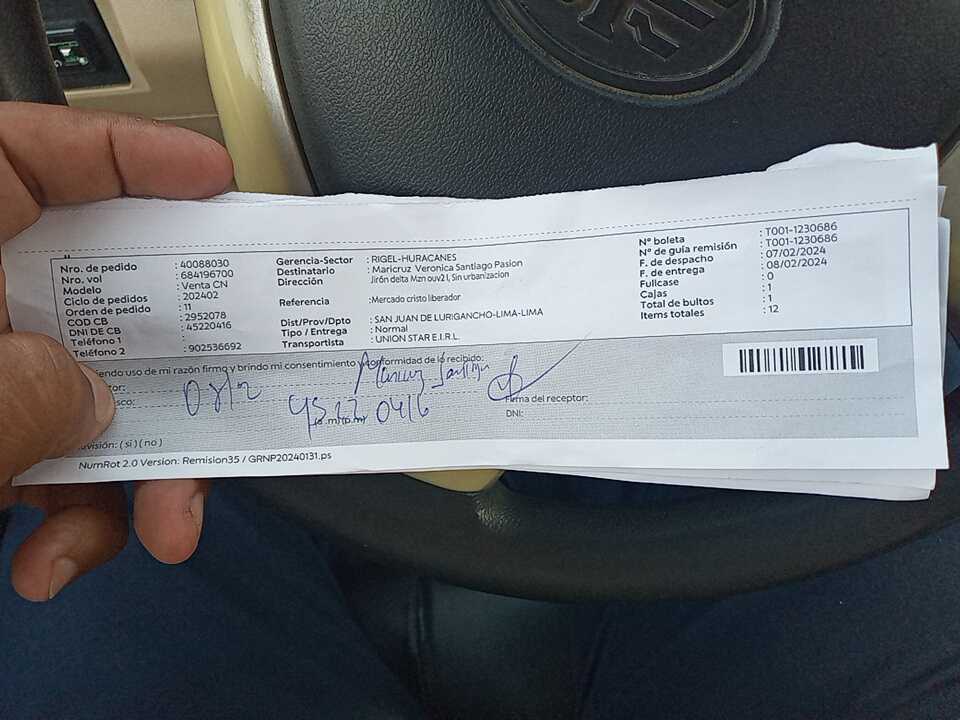 Nro. de pedido : 40088030
Nro. vol : 684196700
Modelo : Venta CN
Ciclo de pedidos : 202402
Orden de pedido : 11
COD CB : 2952078
DNI DE CB : 45220416
Teléfono 1 :
Teléfono 2 : 902536692
Gerencia-Sector : RIGEL-HURACANES
Destinatario : Maricruz Veronica Santiago Pasion
Dirección : Jirón delta Mzn ouv2 l, Sin urbanizacion
Referencia : Mercado cristo liberador
Dist/Prov/Dpto : SAN JUAN DE LURIGANCHO-LIMA-LIMA
Tipo / Entrega : Normal
Transportista : UNION STAR E.I.R.L.
N° boleta : T001-1230686
N° de guía remisión : T001-1230686
F. de despacho : 07/02/2024
F. de entrega : 08/02/2024
Fullcase : 0
Cajas : 1
Total de bultos : 1
Items totales : 12
iendo uso de mi razón firmo y brindo mi consentimiento y conformidad de lo recibido:
08/2 Maricruz Santiago
45220416
Firma del receptor:
DNI:
visión: ( si ) ( no )
NumRot 2.0 Version: Remision35 / GRNP20240131.ps